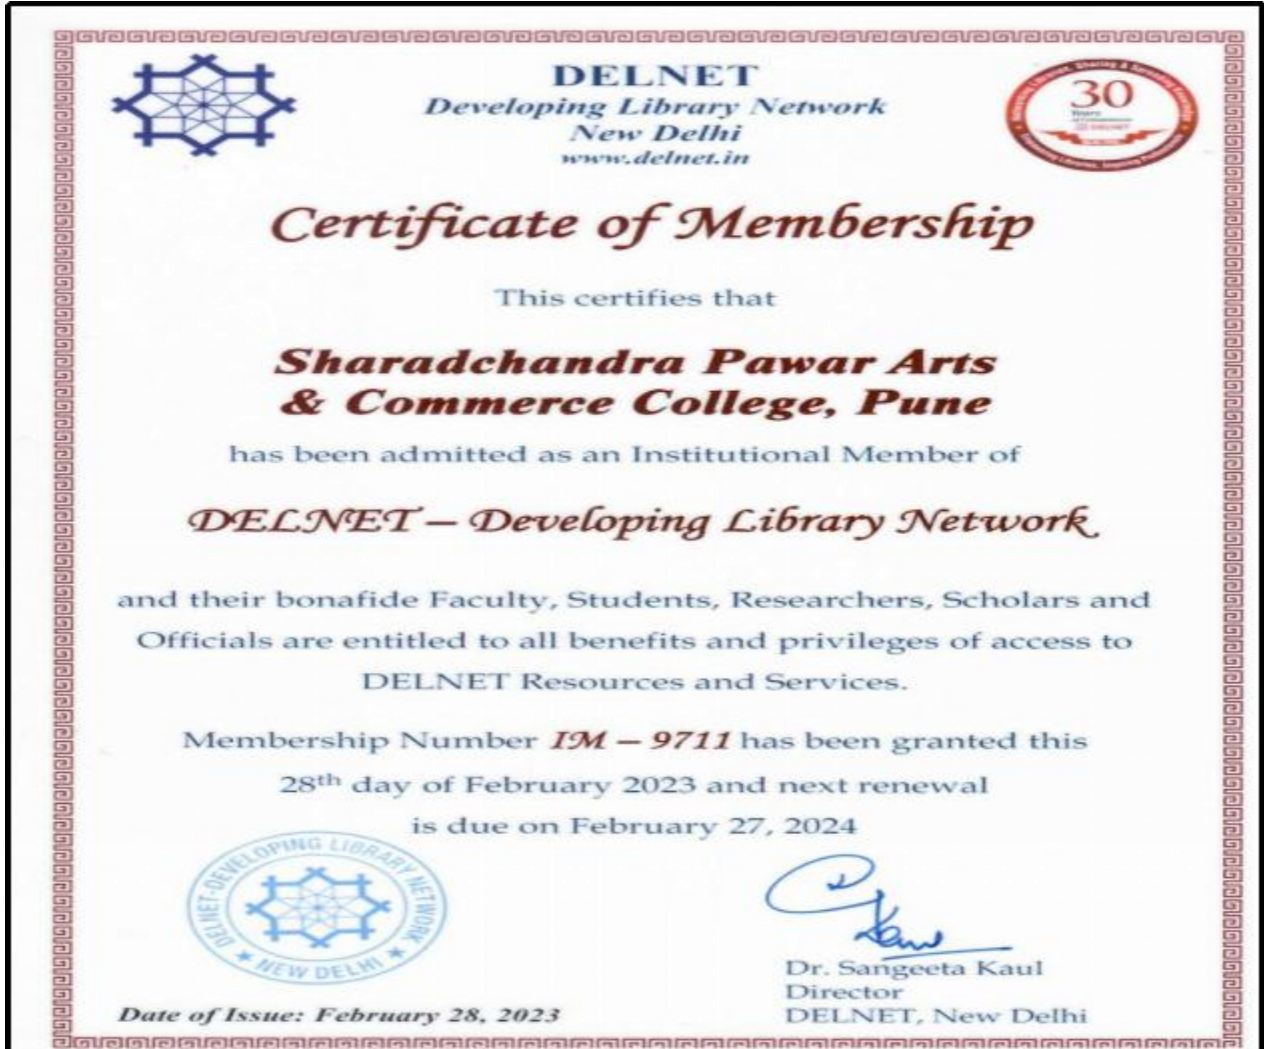 DELNET
Developing Library Network
New Delhi
www.delnet.in
30
Years
DELNET
Certificate of Membership
This certifies that
Sharadchandra Pawar Arts
& Commerce College, Pune
has been admitted as an Institutional Member of
DELNET – Developing Library Network
and their bonafide Faculty, Students, Researchers, Scholars and
Officials are entitled to all benefits and privileges of access to
DELNET Resources and Services.
Membership Number IM – 9711 has been granted this
28th day of February 2023 and next renewal
is due on February 27, 2024
DELNET-DEVELOPING LIBRARY NETWORK
★ NEW DELHI ★
Dr. Sangeeta Kaul
Director
DELNET, New Delhi
Date of Issue: February 28, 2023